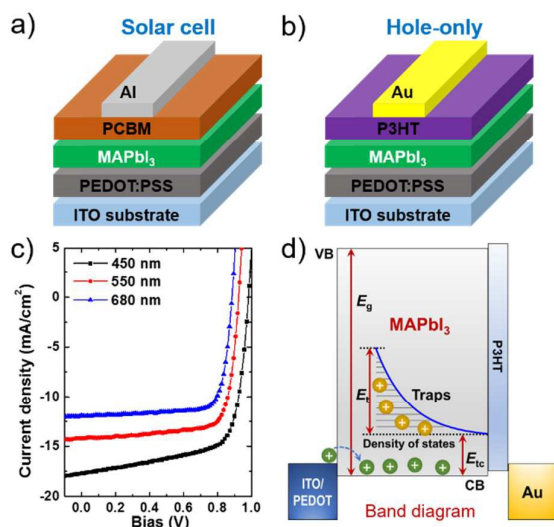 a) Solar cell
Al
PCBM
MAPbI3
PEDOT:PSS
ITO substrate
b) Hole-only
Au
P3HT
MAPbI3
PEDOT:PSS
ITO substrate
c)
Current density (mA/cm2)
5
0
-5
-10
-15
-20
450 nm
550 nm
680 nm
0.0 0.2 0.4 0.6 0.8 1.0
Bias (V)
d)
VB
Eg
MAPbI3
P3HT
Et
Traps
Density of states
Etc
CB
ITO/
PEDOT
Band diagram
Au